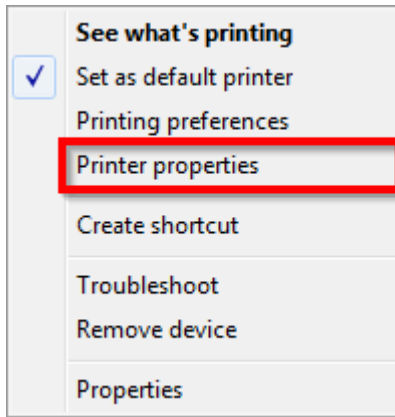 See what's printing
Set as default printer
Printing preferences
Printer properties
Create shortcut
Troubleshoot
Remove device
Properties